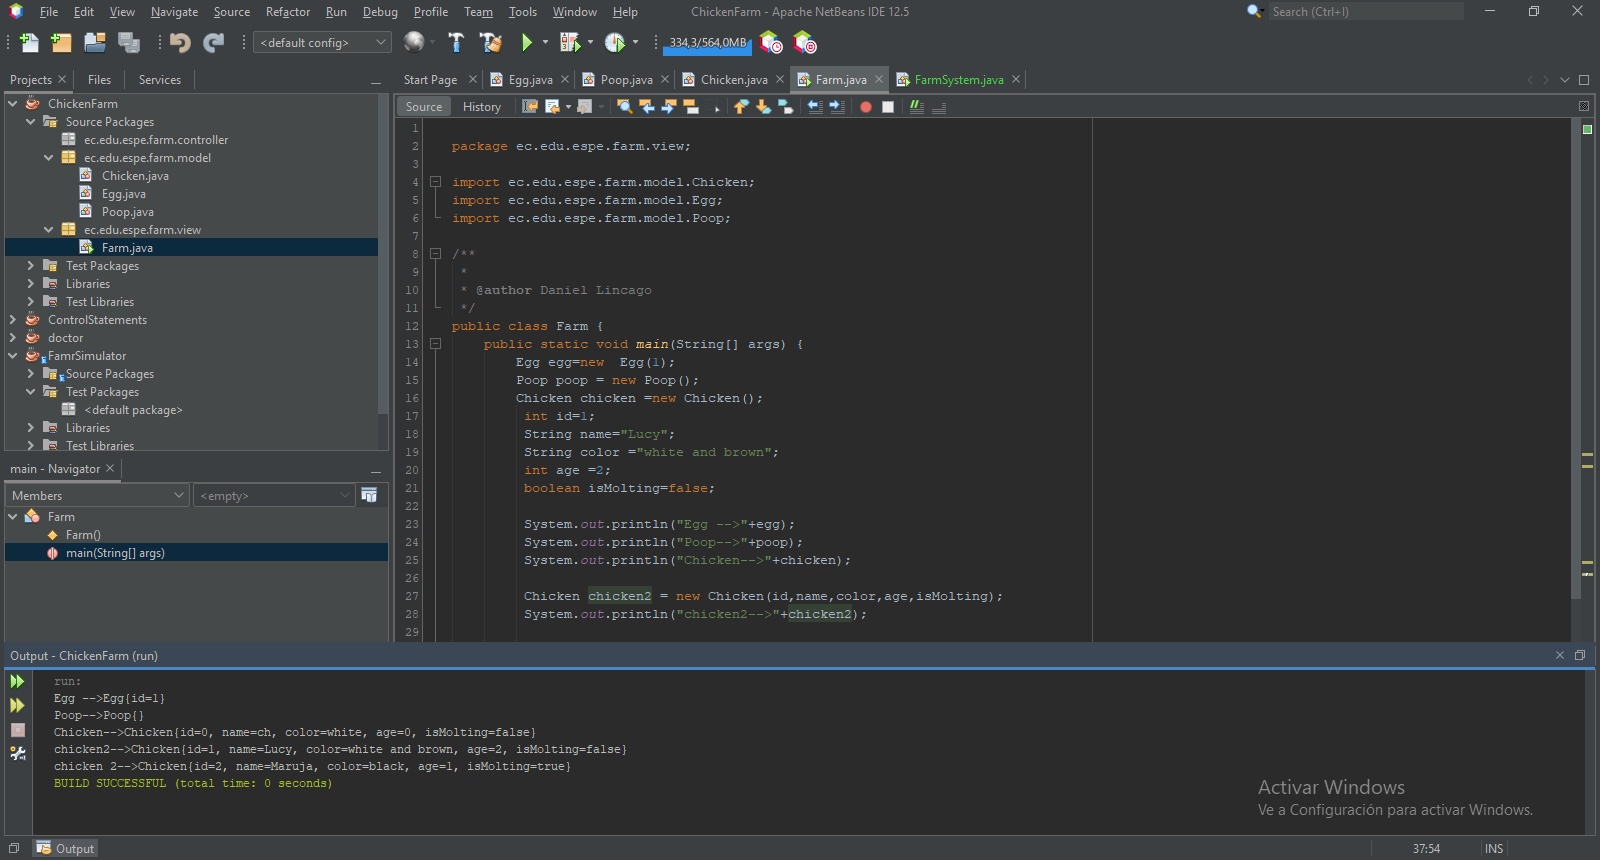 File Edit View Navigate Source Refactor Run Debug Profile Team Tools Window Help ChickenFarm - Apache NetBeans IDE 12.5 Search (Ctrl+I)
<default config> 334,3/564,0MB
Projects Files Services
Start Page Egg.java Poop.java Chicken.java Farm.java FarmSystem.java
Source History
ChickenFarm
Source Packages
ec.edu.espe.farm.controller
ec.edu.espe.farm.model
Chicken.java
Egg.java
Poop.java
ec.edu.espe.farm.view
Farm.java
Test Packages
Libraries
Test Libraries
ControlStatements
doctor
FamrSimulator
Source Packages
Test Packages
<default package>
Libraries
Test Libraries
main - Navigator
Members <empty>
Farm
Farm()
main(String[] args)
1
2 package ec.edu.espe.farm.view;
3
4 import ec.edu.espe.farm.model.Chicken;
5 import ec.edu.espe.farm.model.Egg;
6 import ec.edu.espe.farm.model.Poop;
7
8 /**
9 *
10 * @author Daniel Lincago
11 */
12 public class Farm {
13 public static void main(String[] args) {
14 Egg egg=new  Egg(1);
15 Poop poop = new Poop();
16 Chicken chicken =new Chicken();
17 int id=1;
18 String name="Lucy";
19 String color ="white and brown";
20 int age =2;
21 boolean isMolting=false;
22
23 System.out.println("Egg -->"+egg);
24 System.out.println("Poop-->"+poop);
25 System.out.println("Chicken-->"+chicken);
26
27 Chicken chicken2 = new Chicken(id,name,color,age,isMolting);
28 System.out.println("chicken2-->"+chicken2);
29
Output - ChickenFarm (run)
run:
Egg -->Egg{id=1}
Poop-->Poop{}
Chicken-->Chicken{id=0, name=ch, color=white, age=0, isMolting=false}
chicken2-->Chicken{id=1, name=Lucy, color=white and brown, age=2, isMolting=false}
chicken 2-->Chicken{id=2, name=Maruja, color=black, age=1, isMolting=true}
BUILD SUCCESSFUL (total time: 0 seconds)
Activar Windows
Ve a Configuración para activar Windows.
Output 37:54 INS